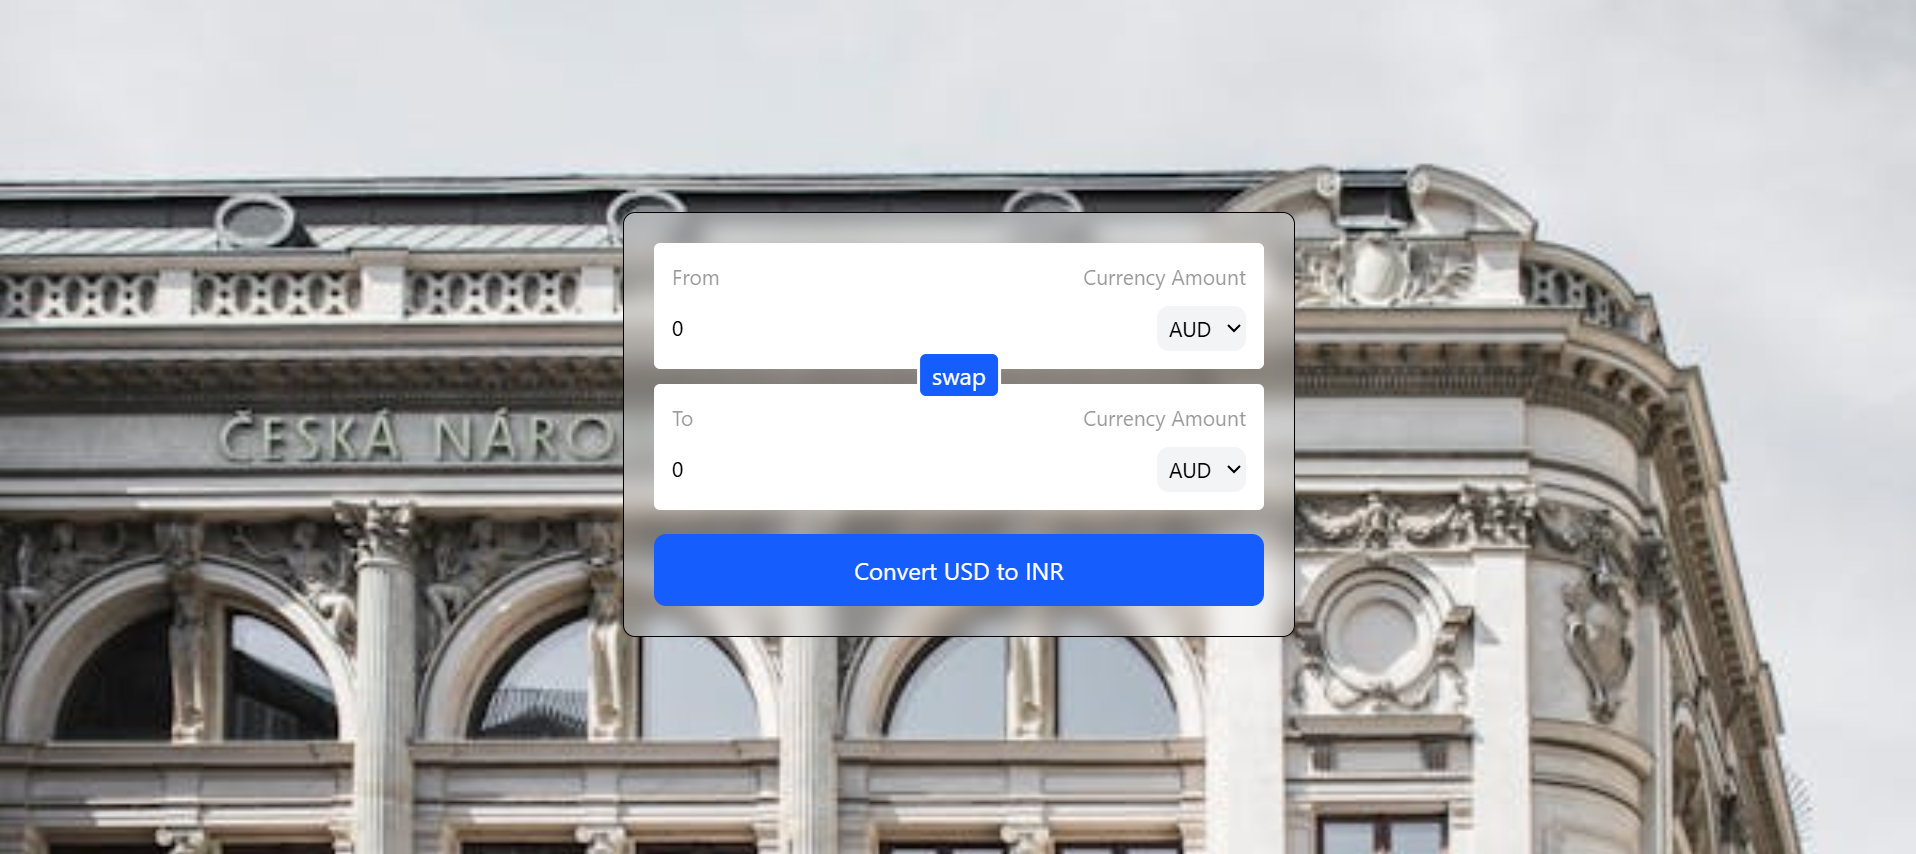 From Currency Amount
0 AUD
swap
To Currency Amount
0 AUD
Convert USD to INR
ČESKÁ NÁRO